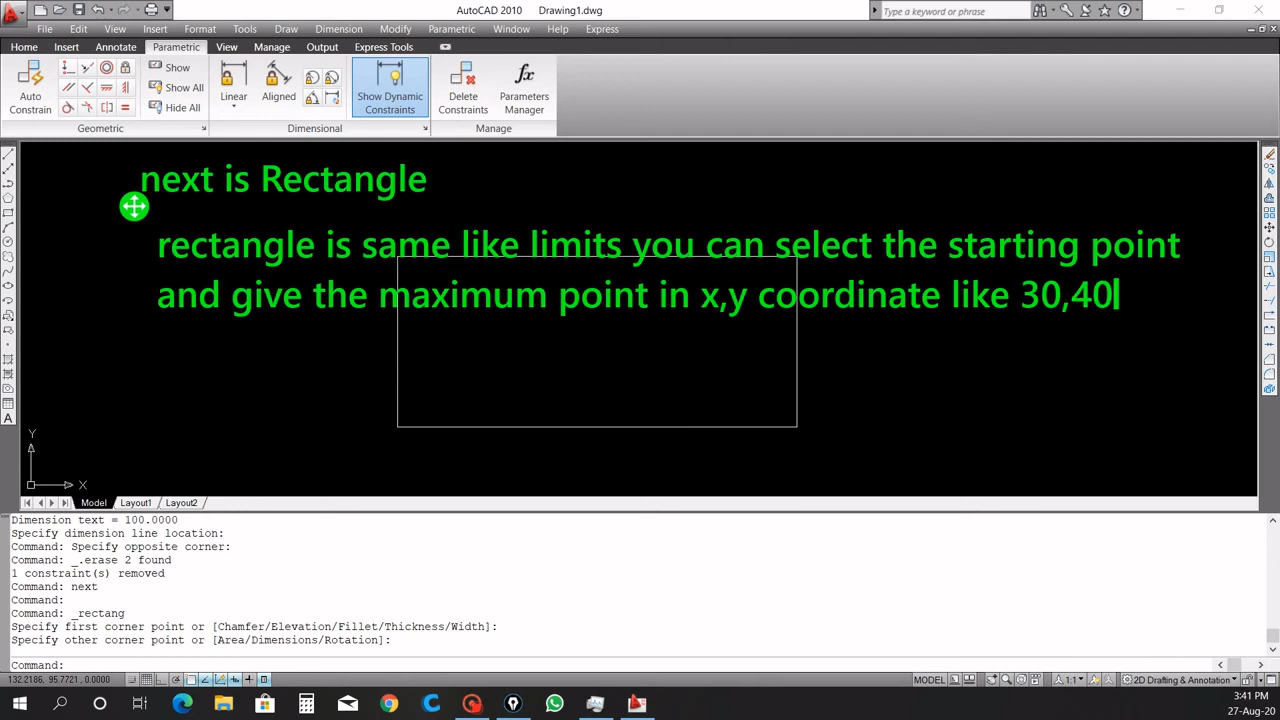 AutoCAD 2010 Drawing1.dwg
Type a keyword or phrase
File Edit View Insert Format Tools Draw Dimension Modify Parametric Window Help Express
Home Insert Annotate Parametric View Manage Output Express Tools
Auto Constrain
Show
Show All
Hide All
Geometric
Linear
Aligned
Show Dynamic Constraints
Dimensional
Delete Constraints
fx
Parameters Manager
Manage
next is Rectangle
rectangle is same like limits you can select the starting point
and give the maximum point in x,y coordinate like 30,40
Y
X
A
Model Layout1 Layout2
Dimension text = 100.0000
Specify dimension line location:
Command: Specify opposite corner:
Command: _.erase 2 found
1 constraint(s) removed
Command: next
Command:
Command: _rectang
Specify first corner point or [Chamfer/Elevation/Fillet/Thickness/Width]:
Specify other corner point or [Area/Dimensions/Rotation]:
Command:
132.2186, 95.7721, 0.0000
MODEL
1:1
2D Drafting & Annotation
3:41 PM
27-Aug-20